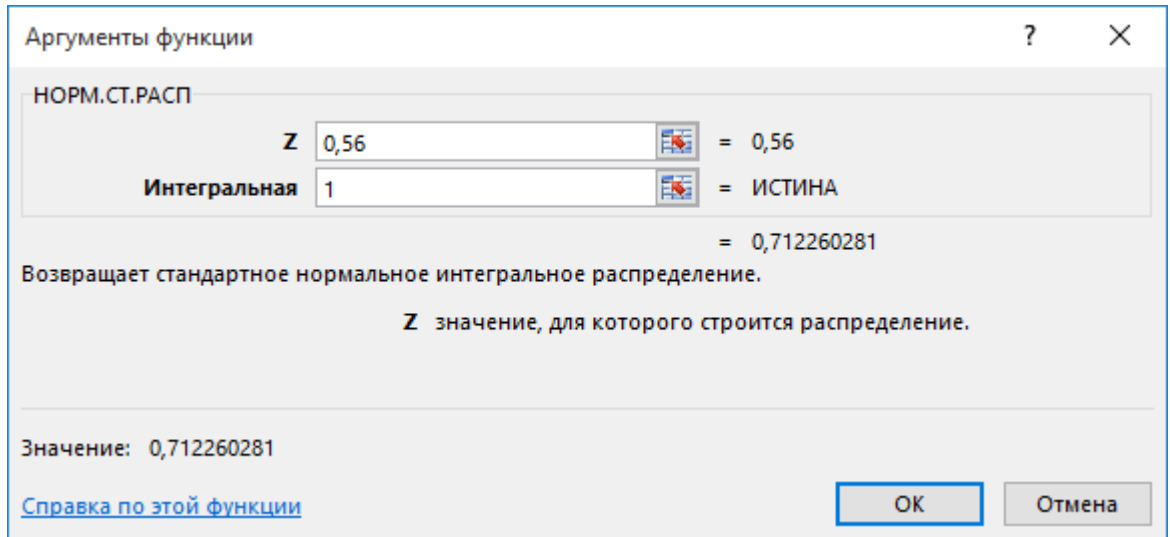 Аргументы функции ? ×
НОРМ.СТ.РАСП
Z 0,56 = 0,56
Интегральная 1 = ИСТИНА
= 0,712260281
Возвращает стандартное нормальное интегральное распределение.
Z значение, для которого строится распределение.
Значение: 0,712260281
Справка по этой функции ОК Отмена